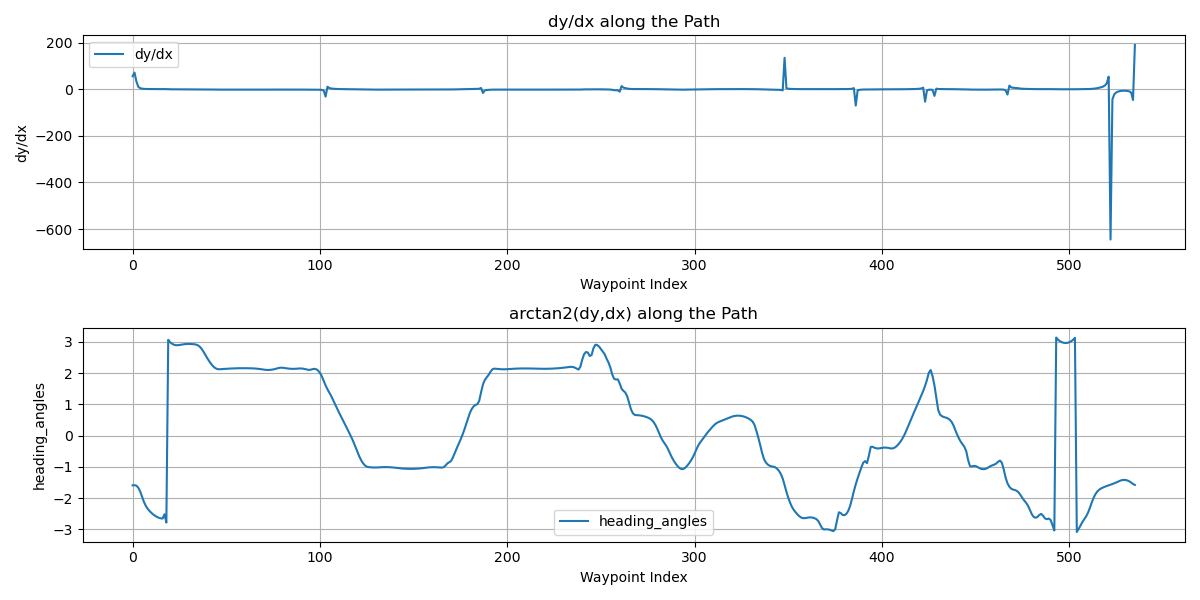 dy/dx along the Path
200
0
−200
−400
−600
dy/dx
dy/dx
0 100 200 300 400 500
Waypoint Index
arctan2(dy,dx) along the Path
3
2
1
0
−1
−2
−3
heading_angles
heading_angles
0 100 200 300 400 500
Waypoint Index